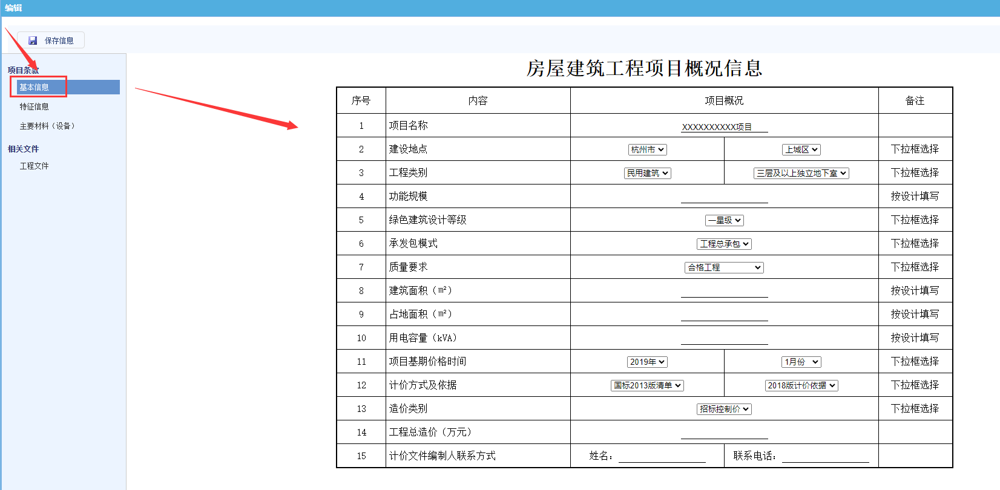 编辑
保存信息
项目条款
基本信息
特征信息
主要材料（设备）
相关文件
工程文件
房屋建筑工程项目概况信息
序号 内容 项目概况 备注
1 项目名称 XXXXXXXXXX项目
2 建设地点 杭州市 上城区 下拉框选择
3 工程类别 民用建筑 三层及以上独立地下室 下拉框选择
4 功能规模 按设计填写
5 绿色建筑设计等级 一星级 下拉框选择
6 承发包模式 工程总承包 下拉框选择
7 质量要求 合格工程 下拉框选择
8 建筑面积（㎡） 按设计填写
9 占地面积（㎡） 按设计填写
10 用电容量（kVA） 按设计填写
11 项目基期价格时间 2019年 1月份 下拉框选择
12 计价方式及依据 国标2013版清单 2018版计价依据 下拉框选择
13 造价类别 招标控制价 下拉框选择
14 工程总造价（万元）
15 计价文件编制人联系方式 姓名： 联系电话：